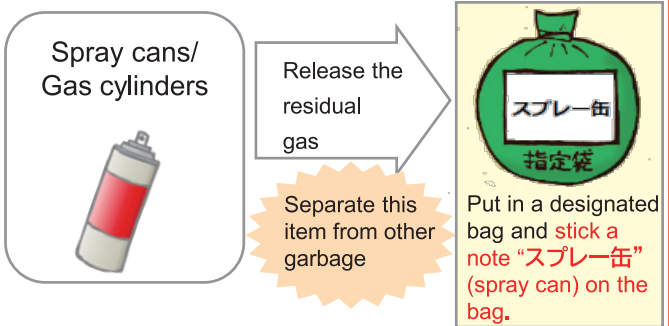 Spray cans/
Gas cylinders
Release the
residual
gas
Separate this
item from other
garbage
スプレー缶
指定袋
Put in a designated
bag and stick a
note “スプレー缶”
(spray can) on the
bag.